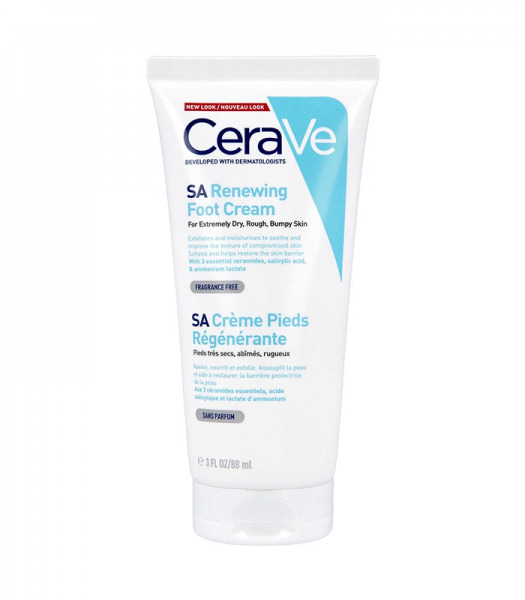 NEW LOOK / NOUVEAU LOOK
CeraVe
DEVELOPED WITH DERMATOLOGISTS
SA Renewing
Foot Cream
For Extremely Dry, Rough, Bumpy Skin
Exfoliates and moisturises to soothe and
improve the texture of compromised skin
Softens and helps restore the skin barrier
With 3 essential ceramides, salicylic acid,
& ammonium lactate
FRAGRANCE FREE
SA Crème Pieds
Régénérante
Pieds très secs, abîmés, rugueux
Apaise, nourrit et exfolie. Assouplit la peau
et aide à restaurer la barrière protectrice
de la peau
Aux 3 céramides essentiels, acide
salicylique et lactate d'ammonium
SANS PARFUM
℮ 3 FL OZ/88 ml